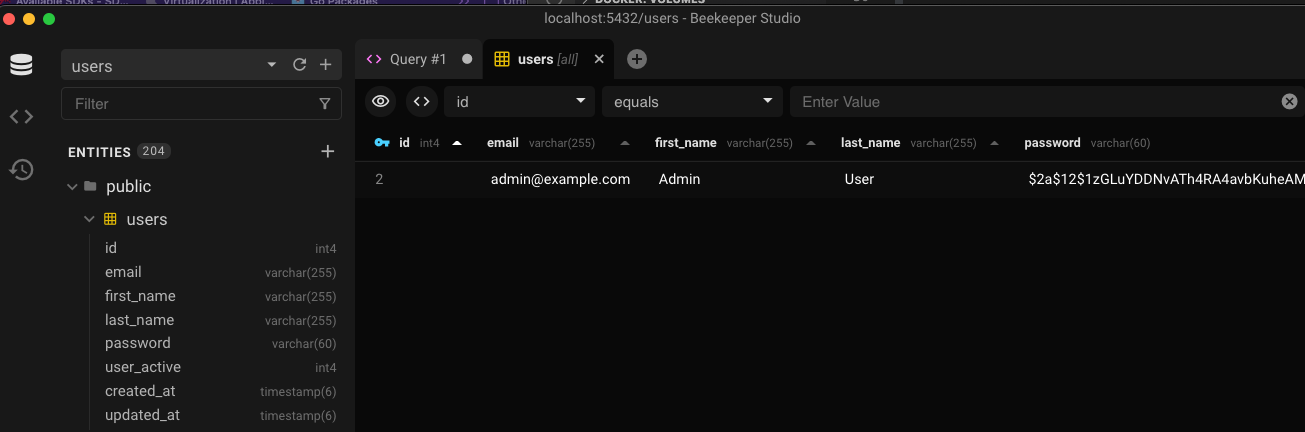 localhost:5432/users - Beekeeper Studio
users
Query #1
users [all]
Filter
id
equals
Enter Value
ENTITIES 204
id int4
email varchar(255)
first_name varchar(255)
last_name varchar(255)
password varchar(60)
public
2 admin@example.com Admin User $2a$12$1zGLuYDDNvATh4RA4avbKuheAM
users
id int4
email varchar(255)
first_name varchar(255)
last_name varchar(255)
password varchar(60)
user_active int4
created_at timestamp(6)
updated_at timestamp(6)